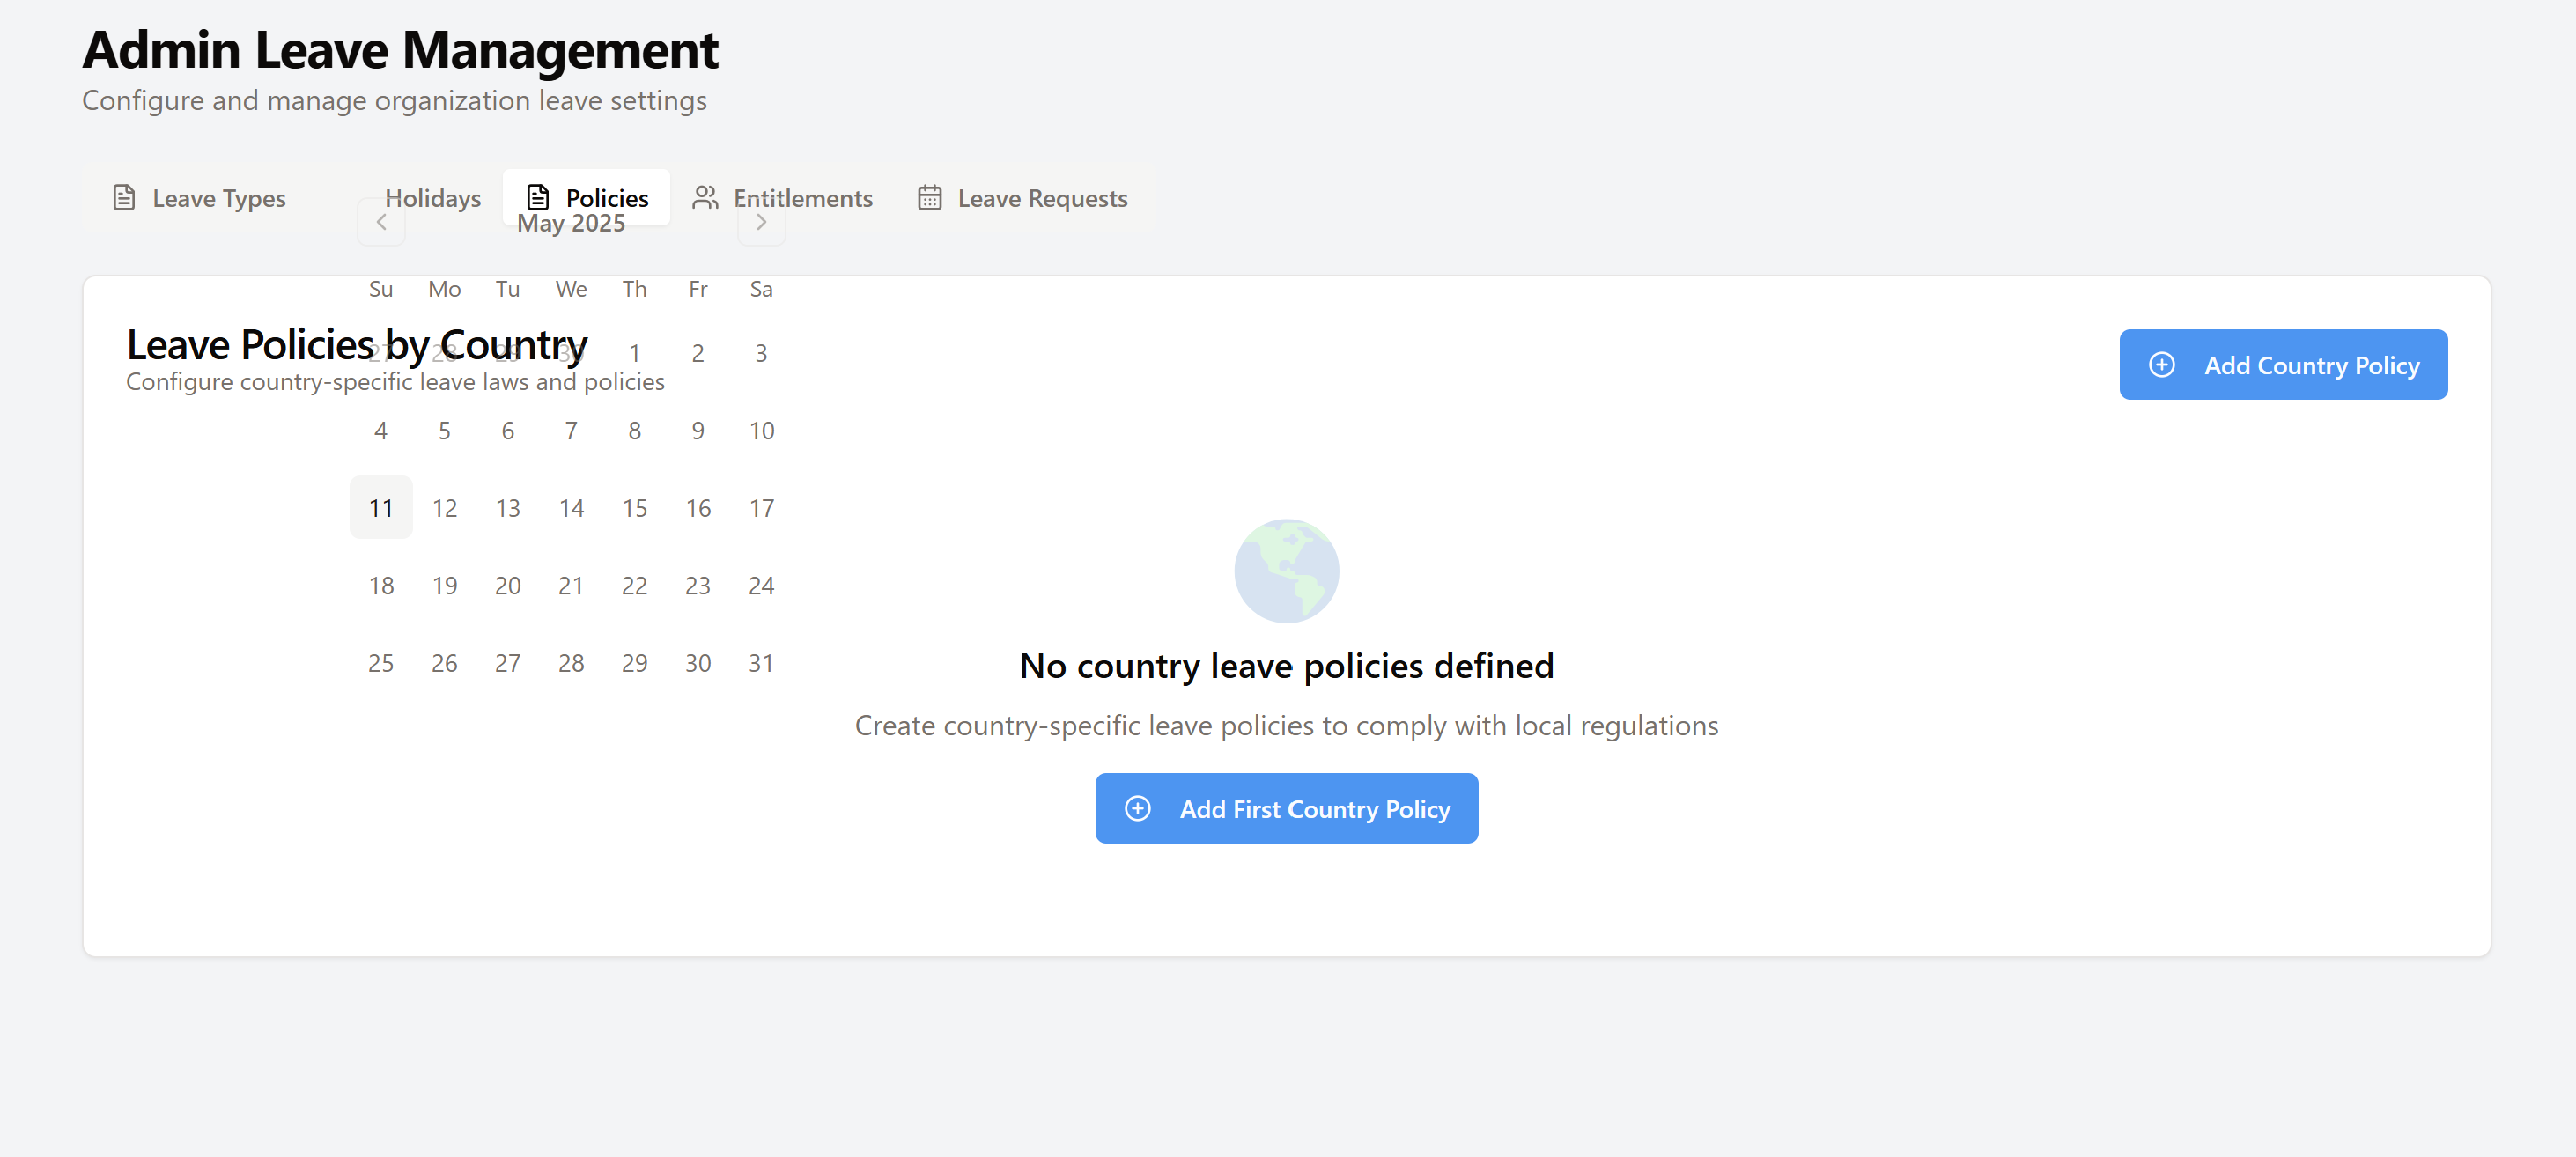 Admin Leave Management
Configure and manage organization leave settings
Leave Types Holidays Policies Entitlements Leave Requests
May 2025
Su Mo Tu We Th Fr Sa
Leave Policies by Country
27 28 29 30 1 2 3
Add Country Policy
Configure country-specific leave laws and policies
4 5 6 7 8 9 10
11 12 13 14 15 16 17
18 19 20 21 22 23 24
25 26 27 28 29 30 31
No country leave policies defined
Create country-specific leave policies to comply with local regulations
Add First Country Policy